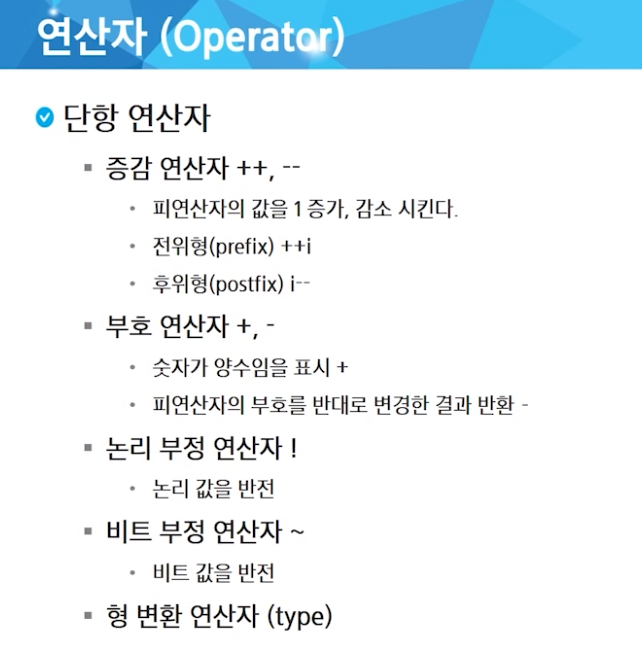 연산자 (Operator)
단항 연산자
증감 연산자 ++, --
피연산자의 값을 1 증가, 감소 시킨다.
전위형(prefix) ++i
후위형(postfix) i--
부호 연산자 +, -
숫자가 양수임을 표시 +
피연산자의 부호를 반대로 변경한 결과 반환 -
논리 부정 연산자 !
논리 값을 반전
비트 부정 연산자 ~
비트 값을 반전
형 변환 연산자 (type)